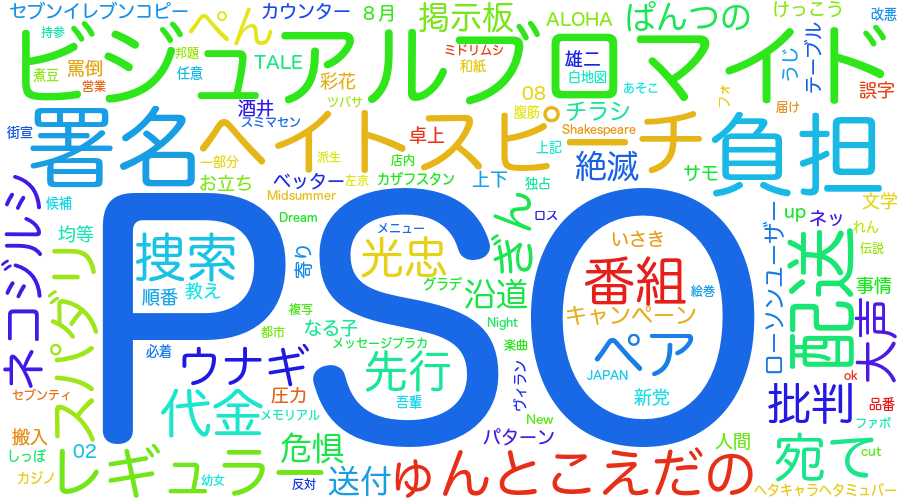 セブンイレブンコピー
ぺん
カウンター
8月
掲示板
ALOHA
ぱんつの
けっこう
改悪
持参
ビジュアルブロマイド
邦題
煮豆
罵倒
営業
任意
TALE
ミドリムシ
和紙
雄二
白地図
あそこ
うじ
テーブル
誤字
彩花
ツバサ
08
腹筋
チラシ
フォ
届け
酒井
スミマセン
街宣
署名
ヘイトスピーチ
負担
卓上
Shakespeare
上記
絶滅
サモ
一部分
派生
店内
お立ち
ベッター
左京
カザフスタン
上下
独占
Midsummer
候補
文学
ネコジルシ
均等
Dream
メニュー
ぎん
ロス
up
ネッ
れん
伝説
PSO
捜索
光忠
寄り
いさき
番組
絵巻
ローソンユーザー
配送
事情
順番
教え
グラデ
沿道
キャンペーン
大声
スパダリ
複写
都市
なる子
Night
楽曲
ペア
必着
メッセージプラカ
ウナギ
先行
ヴィラン
JAPAN
ok
セブンティ
圧力
吾輩
新党
批判
品番
代金
メモリアル
New
ファボ
搬入
しっぽ
02
危惧
パターン
人間
宛て
cut
カジノ
レギュラー
幼女
反対
送付
ゅんとこえだの
ヘタキャラヘタミュバー